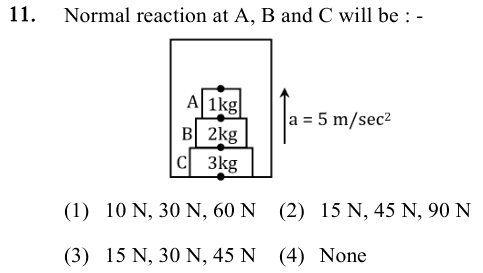 11. Normal reaction at A, B and C will be : -
A 1kg
B 2kg
C 3kg
a = 5 m/sec²
(1) 10 N, 30 N, 60 N (2) 15 N, 45 N, 90 N
(3) 15 N, 30 N, 45 N (4) None